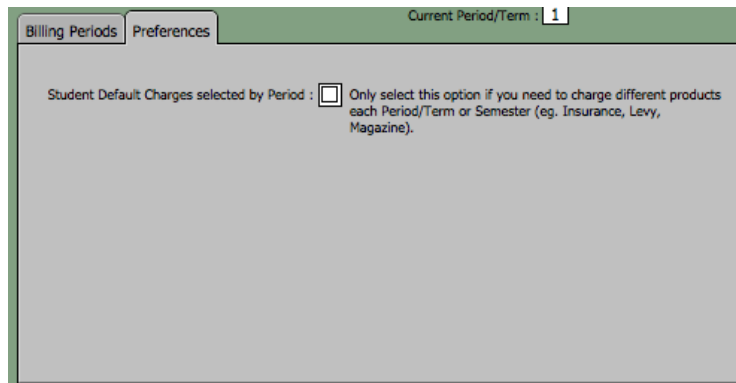 Current Period/Term : 1
Billing Periods Preferences
Student Default Charges selected by Period : Only select this option if you need to charge different products
each Period/Term or Semester (eg. Insurance, Levy,
Magazine).